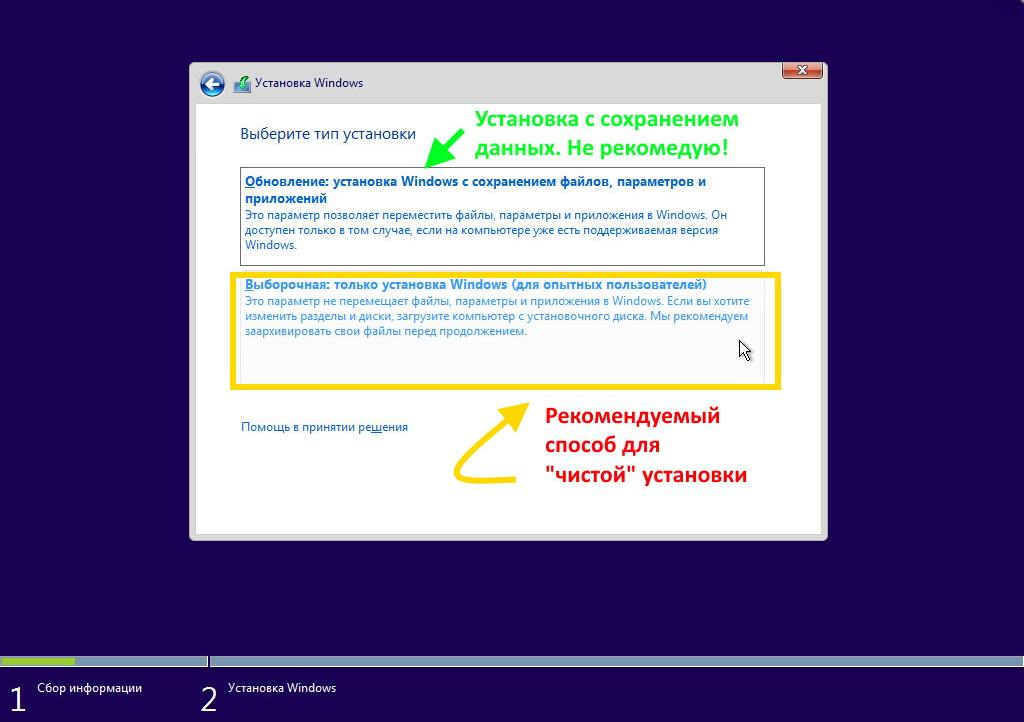 Установка Windows
Установка с сохранением
данных. Не рекомедую!
Выберите тип установки
Обновление: установка Windows с сохранением файлов, параметров и
приложений
Это параметр позволяет переместить файлы, параметры и приложения в Windows. Он
доступен только в том случае, если на компьютере уже есть поддерживаемая версия
Windows.
Выборочная: только установка Windows (для опытных пользователей)
Это параметр не перемещает файлы, параметры и приложения в Windows. Если вы хотите
изменить разделы и диски, загрузите компьютер с установочного диска. Мы рекомендуем
заархивировать свои файлы перед продолжением.
Помощь в принятии решения
Рекомендуемый
способ для
"чистой" установки
1 Сбор информации
2 Установка Windows